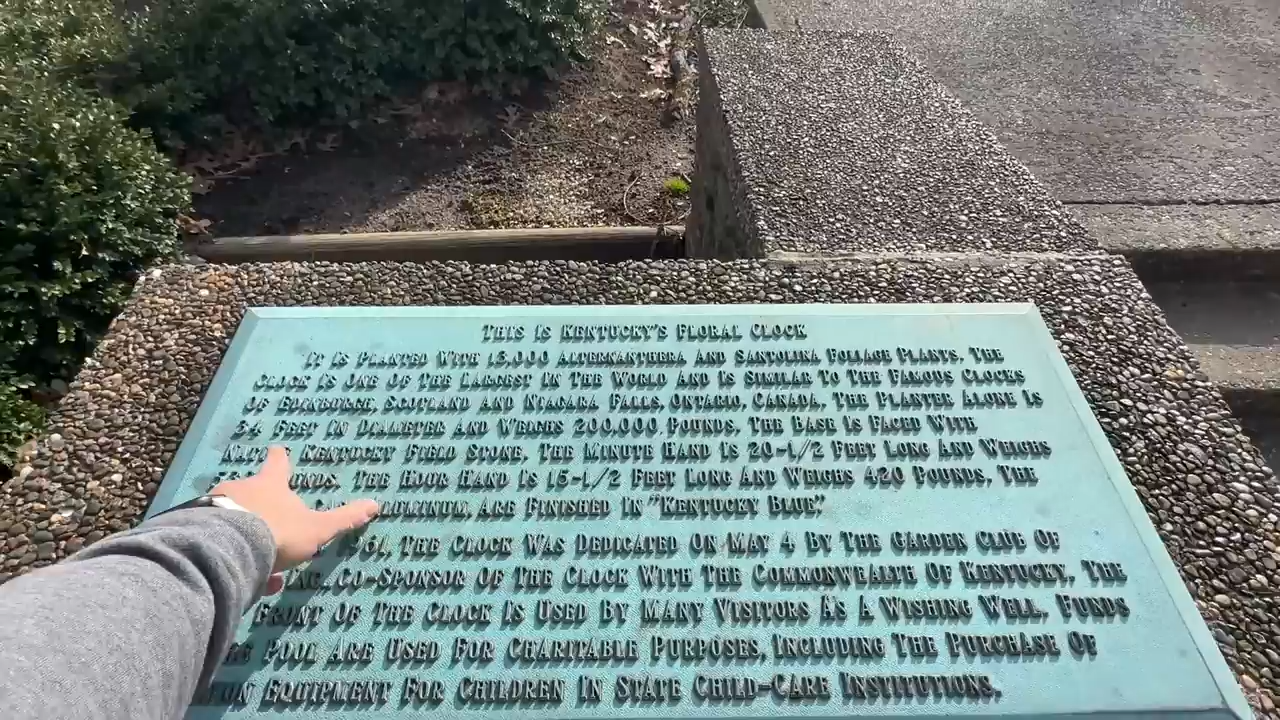 THIS IS KENTUCKY'S FLORAL CLOCK
IT IS PLANTED WITH 13,000 ALTERNANTHERA AND SANTOLINA FOLIAGE PLANTS. THE
CLOCK IS ONE OF THE LARGEST IN THE WORLD AND IS SIMILAR TO THE FAMOUS CLOCKS
OF EDINBURGH, SCOTLAND AND NIAGARA FALLS, ONTARIO, CANADA. THE PLANTER ALONE IS
34 FEET IN DIAMETER AND WEIGHS 200,000 POUNDS. THE BASE IS FACED WITH
NATIVE KENTUCKY FIELD STONE. THE MINUTE HAND IS 20-1/2 FEET LONG AND WEIGHS
THE HOUR HAND IS 15-1/2 FEET LONG AND WEIGHS 420 POUNDS. THE
ALUMINUM, ARE FINISHED IN "KENTUCKY BLUE."
1961, THE CLOCK WAS DEDICATED ON MAY 4 BY THE GARDEN CLUB OF
CO-SPONSOR OF THE CLOCK WITH THE COMMONWEALTH OF KENTUCKY. THE
FRONT OF THE CLOCK IS USED BY MANY VISITORS AS A WISHING WELL. FUNDS
POOL ARE USED FOR CHARITABLE PURPOSES, INCLUDING THE PURCHASE OF
EQUIPMENT FOR CHILDREN IN STATE CHILD-CARE INSTITUTIONS.